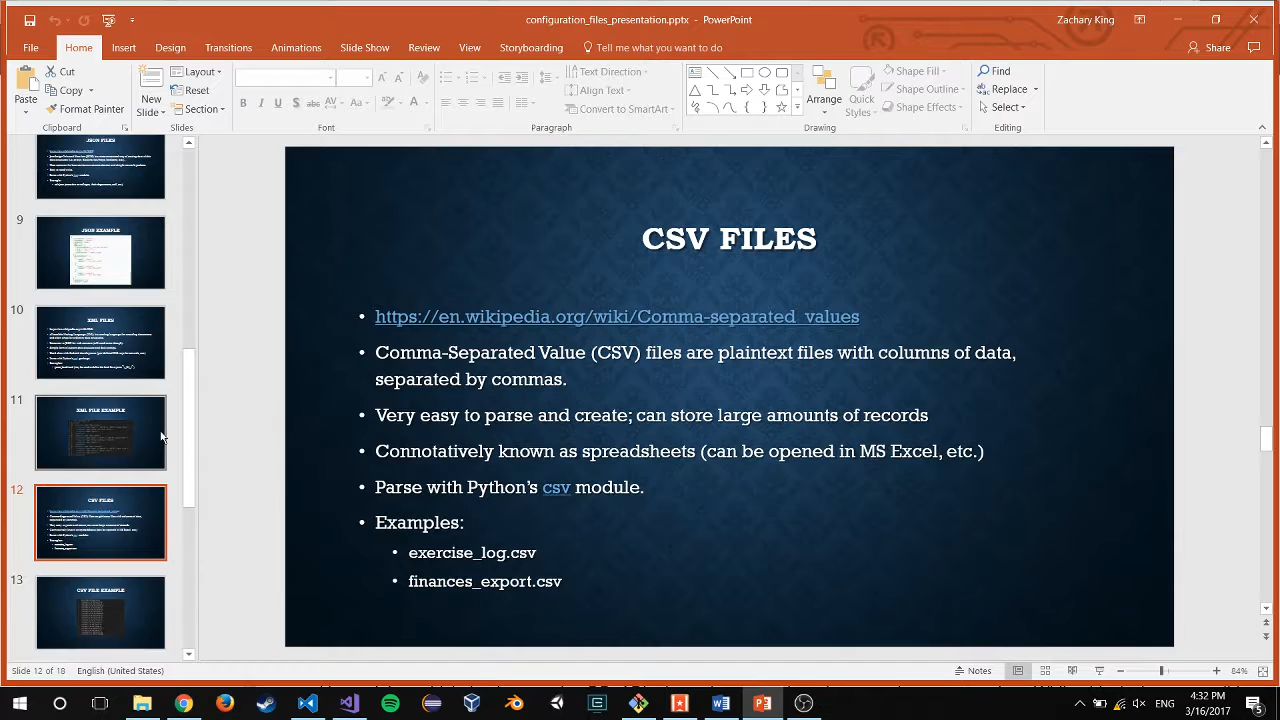 configuration_files_presentation.pptx - PowerPoint
Zachary King
File Home Insert Design Transitions Animations Slide Show Review View Storyboarding Tell me what you want to do Share
Paste
Cut
Copy
Format Painter
Clipboard
New Slide
Layout
Reset
Section
Slides
Font
Text Direction
Align Text
Convert to SmartArt
Paragraph
Arrange
Quick Styles
Shape Fill
Shape Outline
Shape Effects
Drawing
Find
Replace
Select
Editing
JSON FILES
9
JSON EXAMPLE
10
XML FILES
11
XML FILE EXAMPLE
12
CSV FILES
13
CSV FILE EXAMPLE
CSV FILES
• https://en.wikipedia.org/wiki/Comma-separated_values
• Comma-Separated Value (CSV) files are plaintext files with columns of data,
separated by commas.
• Very easy to parse and create; can store large amounts of records
• Connotatively known as spreadsheets (can be opened in MS Excel, etc.)
• Parse with Python's csv module.
• Examples:
• exercise_log.csv
• finances_export.csv
Slide 12 of 18 English (United States) Notes 84%
ENG
4:32 PM
3/16/2017
5